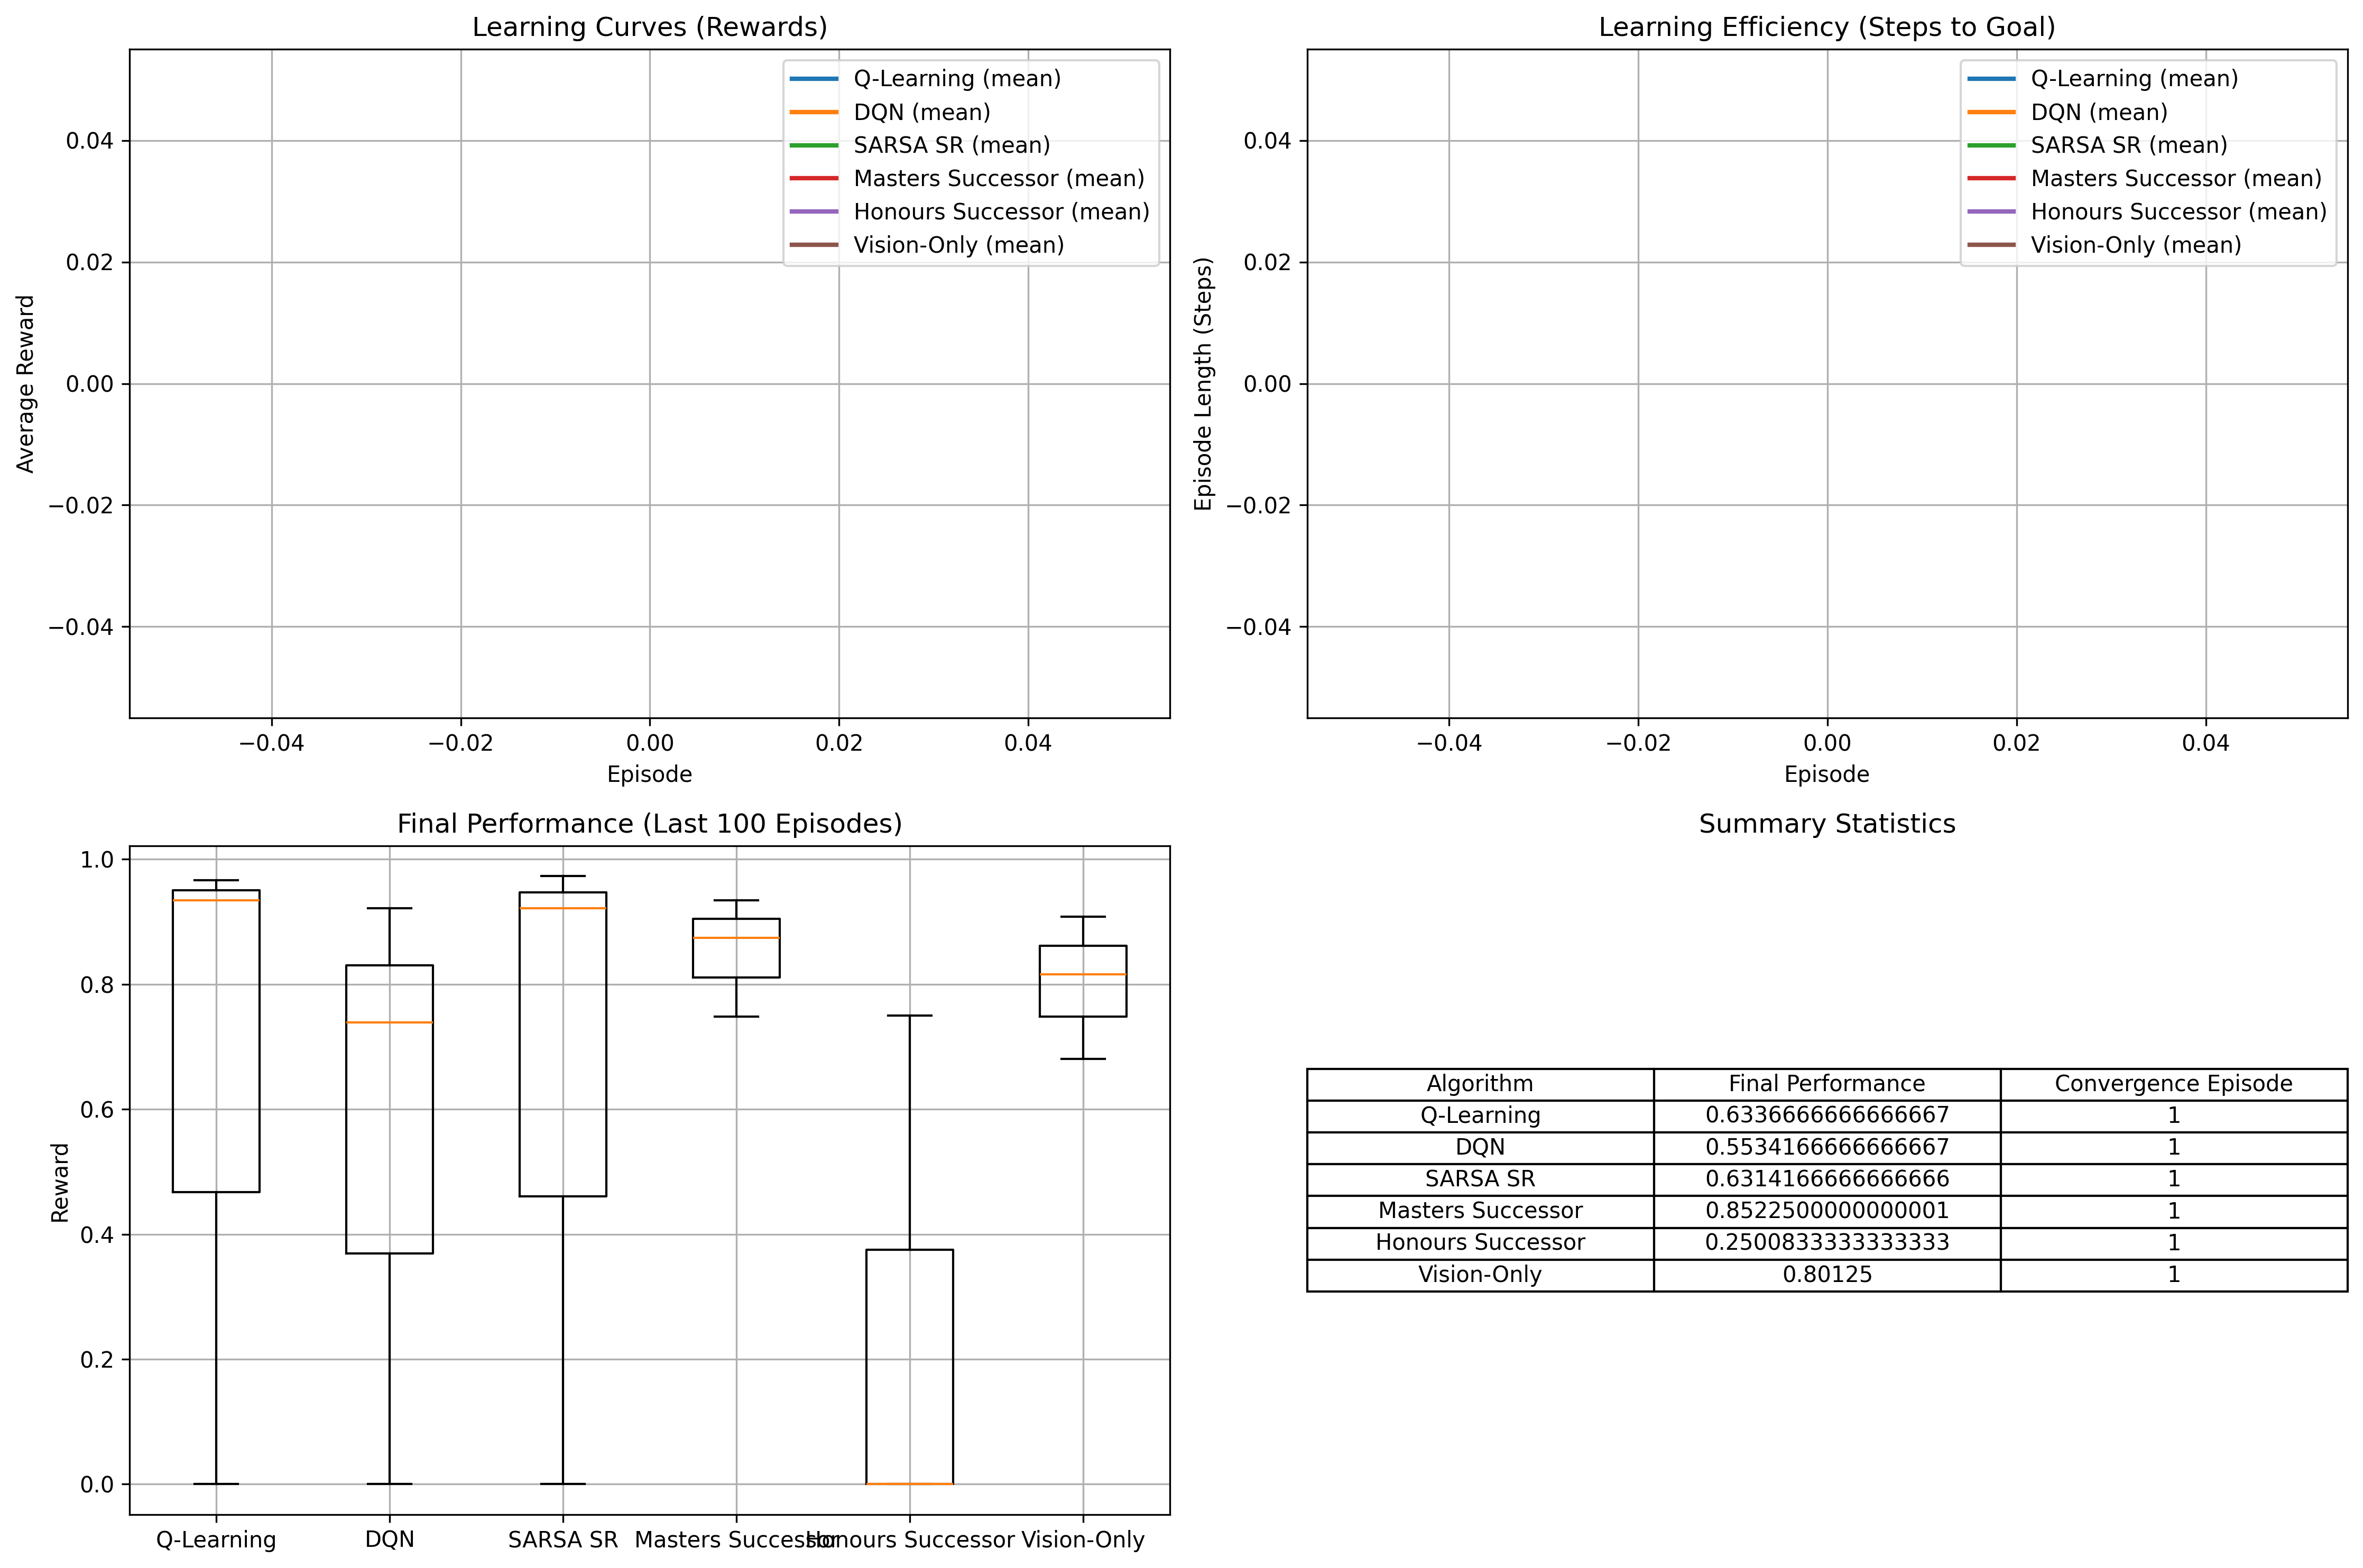 Learning Curves (Rewards)
Q-Learning (mean)
DQN (mean)
SARSA SR (mean)
Masters Successor (mean)
Honours Successor (mean)
Vision-Only (mean)
Average Reward
0.04
0.02
0.00
−0.02
−0.04
−0.04 −0.02 0.00 0.02 0.04
Episode
Learning Efficiency (Steps to Goal)
Q-Learning (mean)
DQN (mean)
SARSA SR (mean)
Masters Successor (mean)
Honours Successor (mean)
Vision-Only (mean)
Episode Length (Steps)
0.04
0.02
0.00
−0.02
−0.04
−0.04 −0.02 0.00 0.02 0.04
Episode
Final Performance (Last 100 Episodes)
Reward
1.0
0.8
0.6
0.4
0.2
0.0
Q-Learning DQN SARSA SR Masters Successor Honours Successor Vision-Only
Summary Statistics
Algorithm Final Performance Convergence Episode
Q-Learning 0.6336666666666667 1
DQN 0.5534166666666667 1
SARSA SR 0.6314166666666666 1
Masters Successor 0.8522500000000001 1
Honours Successor 0.2500833333333333 1
Vision-Only 0.80125 1